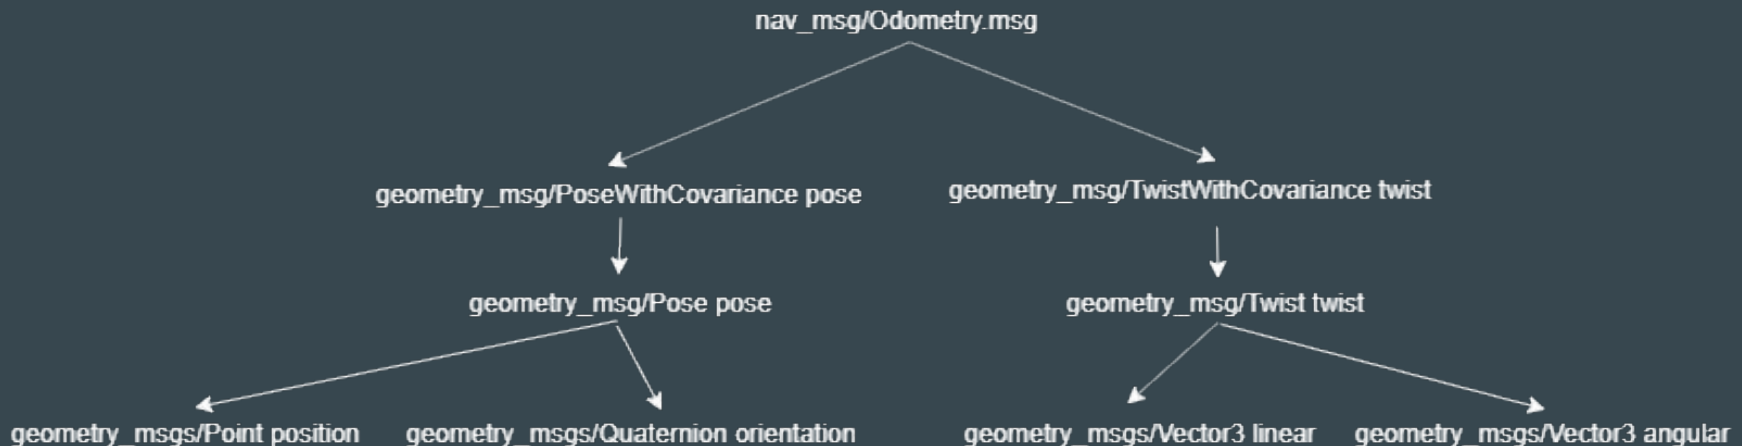 nav_msg/Odometry.msg
geometry_msg/PoseWithCovariance pose
geometry_msg/TwistWithCovariance twist
geometry_msg/Pose pose
geometry_msg/Twist twist
geometry_msgs/Point position
geometry_msgs/Quaternion orientation
geometry_msgs/Vector3 linear
geometry_msgs/Vector3 angular